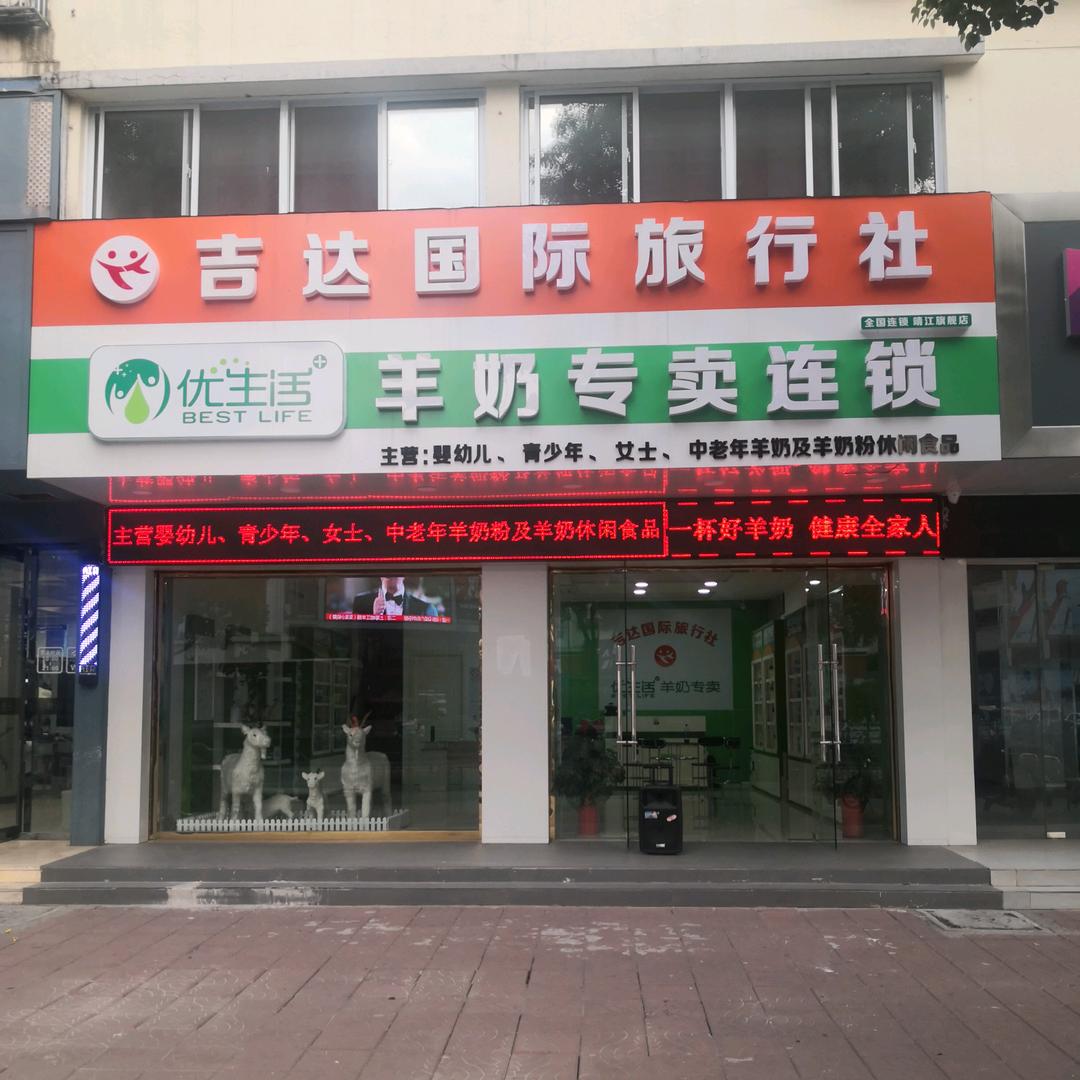 吉达国际旅行社
全国连锁 靖江旗舰店
优生活
BEST LIFE
羊奶专卖连锁
主营:婴幼儿、青少年、女士、中老年羊奶及羊奶粉休闲食品
主营婴幼儿、青少年、女士、中老年羊奶粉及羊奶休闲食品
一杯好羊奶 健康全家人
吉达国际旅行社
优生活 羊奶专卖
BEST LIFE